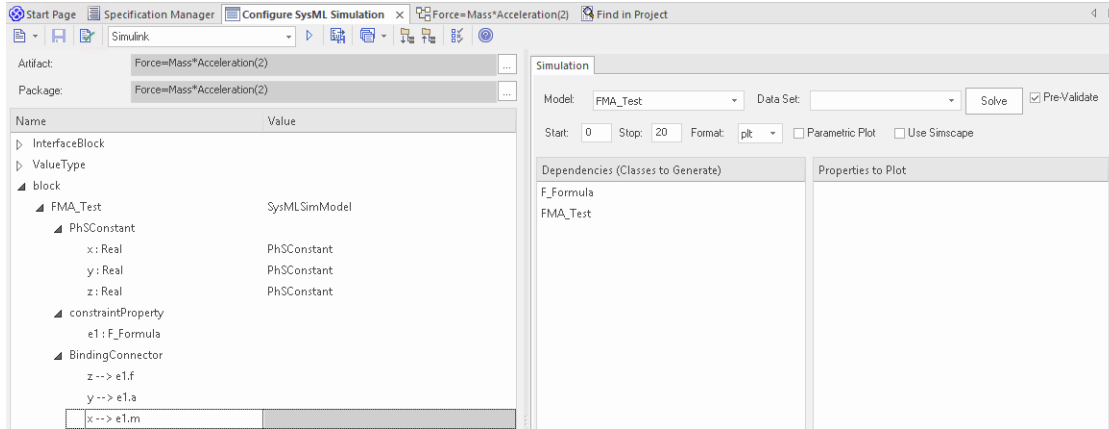 Start Page Specification Manager Configure SysML Simulation × Force=Mass*Acceleration(2) Find in Project
Simulink
Artifact: Force=Mass*Acceleration(2) ...
Package: Force=Mass*Acceleration(2) ...
Name Value
InterfaceBlock
ValueType
block
FMA_Test SysMLSimModel
PhSConstant
x : Real PhSConstant
y : Real PhSConstant
z : Real PhSConstant
constraintProperty
e1 : F_Formula
BindingConnector
z --> e1.f
y --> e1.a
x --> e1.m
Simulation
Model: FMA_Test Data Set: Solve Pre-Validate
Start: 0 Stop: 20 Format: plt Parametric Plot Use Simscape
Dependencies (Classes to Generate) Properties to Plot
F_Formula
FMA_Test